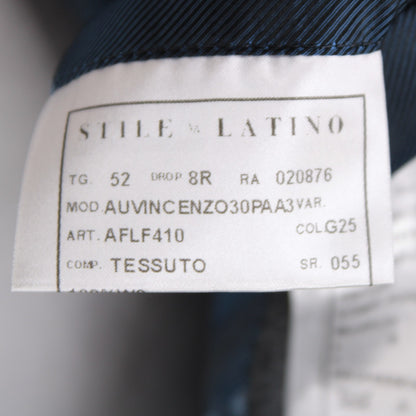 STILE LATINO
TG. 52 DROP 8R RA 020876
MOD. AUVINCENZO30PAA3 VAR.
ART. AFLF410 COL. G25
COMP. TESSUTO SR. 055